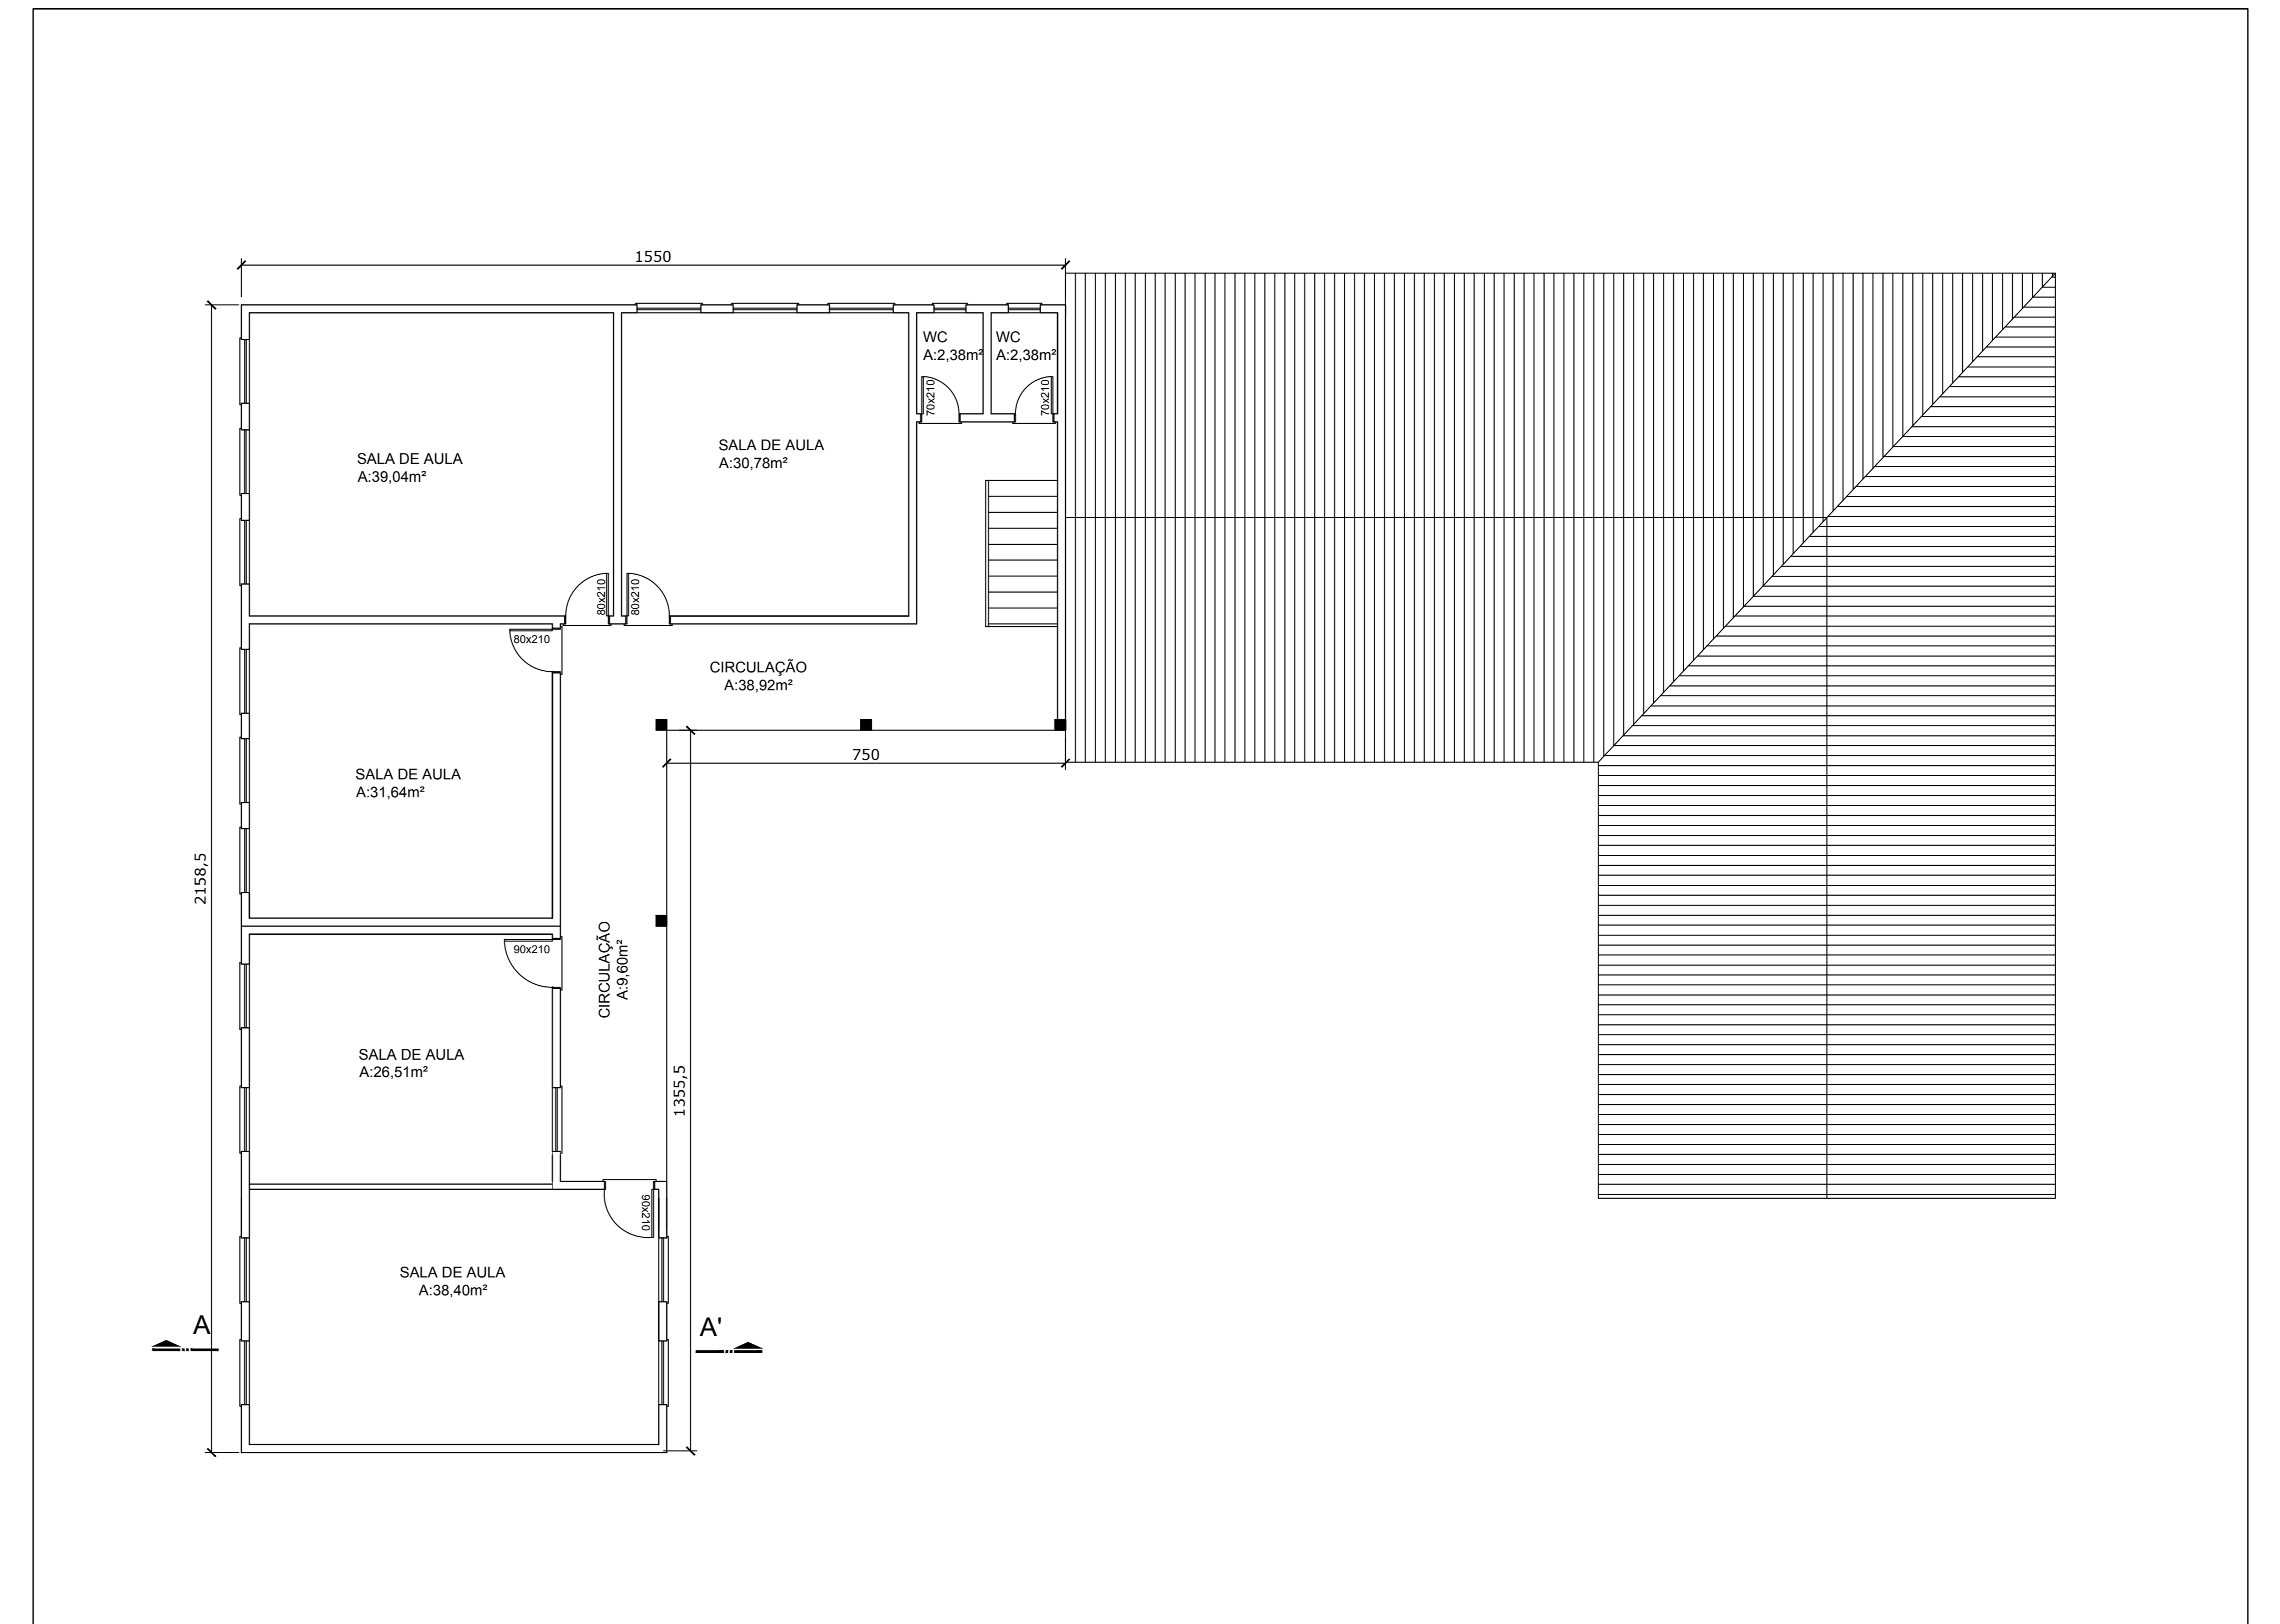 1550
WC
A:2,38m²
WC
A:2,38m²
70x210
70x210
SALA DE AULA
A:39,04m²
SALA DE AULA
A:30,78m²
80x210
80x210
80x210
CIRCULAÇÃO
A:38,92m²
750
SALA DE AULA
A:31,64m²
2158,5
90x210
CIRCULAÇÃO
A:9,60m²
SALA DE AULA
A:26,51m²
1355,5
90x210
SALA DE AULA
A:38,40m²
A
A'